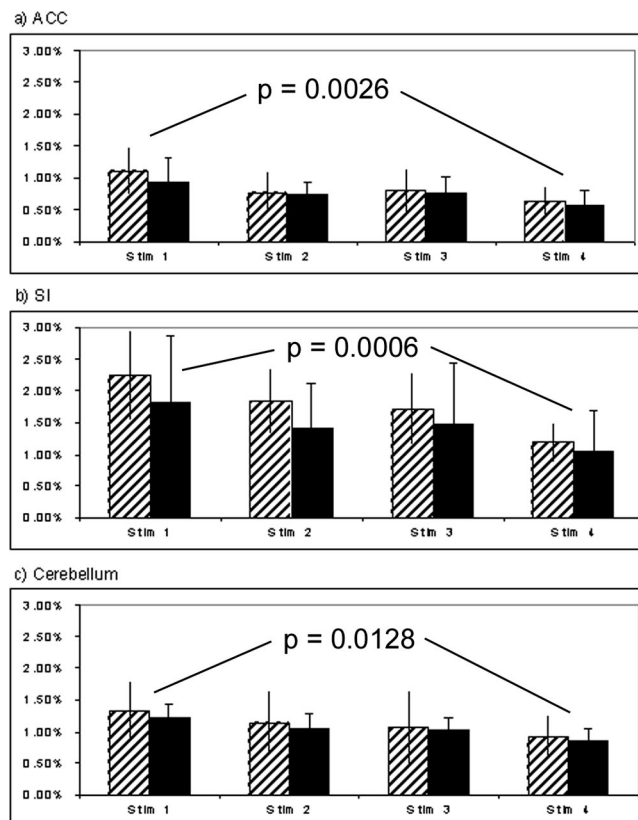 a) ACC
3.00%
2.50%
2.00%
1.50%
1.00%
0.50%
0.00%
p = 0.0026
Stim 1 Stim 2 Stim 3 Stim 4
b) SI
3.00%
2.50%
2.00%
1.50%
1.00%
0.50%
0.00%
p = 0.0006
Stim 1 Stim 2 Stim 3 Stim 4
c) Cerebellum
3.00%
2.50%
2.00%
1.50%
1.00%
0.50%
0.00%
p = 0.0128
Stim 1 Stim 2 Stim 3 Stim 4